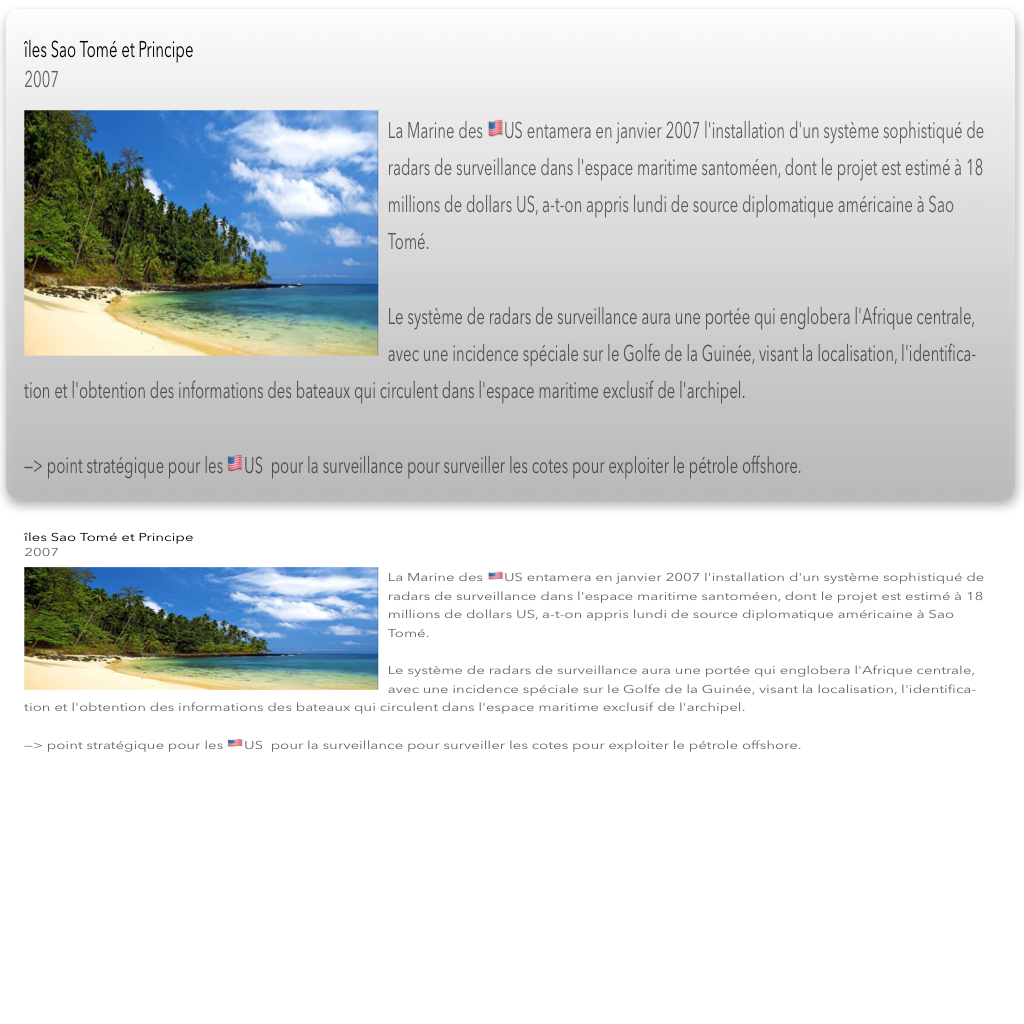 îles Sao Tomé et Principe
2007
La Marine des 🇺🇸US entamera en janvier 2007 l'installation d'un système sophistiqué de
radars de surveillance dans l'espace maritime santoméen, dont le projet est estimé à 18
millions de dollars US, a-t-on appris lundi de source diplomatique américaine à Sao
Tomé.
Le système de radars de surveillance aura une portée qui englobera l'Afrique centrale,
avec une incidence spéciale sur le Golfe de la Guinée, visant la localisation, l'identifica-
tion et l'obtention des informations des bateaux qui circulent dans l'espace maritime exclusif de l'archipel.
—> point stratégique pour les 🇺🇸US  pour la surveillance pour surveiller les cotes pour exploiter le pétrole offshore.
îles Sao Tomé et Principe
2007
La Marine des 🇺🇸US entamera en janvier 2007 l'installation d'un système sophistiqué de
radars de surveillance dans l'espace maritime santoméen, dont le projet est estimé à 18
millions de dollars US, a-t-on appris lundi de source diplomatique américaine à Sao
Tomé.
Le système de radars de surveillance aura une portée qui englobera l'Afrique centrale,
avec une incidence spéciale sur le Golfe de la Guinée, visant la localisation, l'identifica-
tion et l'obtention des informations des bateaux qui circulent dans l'espace maritime exclusif de l'archipel.
—> point stratégique pour les 🇺🇸US  pour la surveillance pour surveiller les cotes pour exploiter le pétrole offshore.